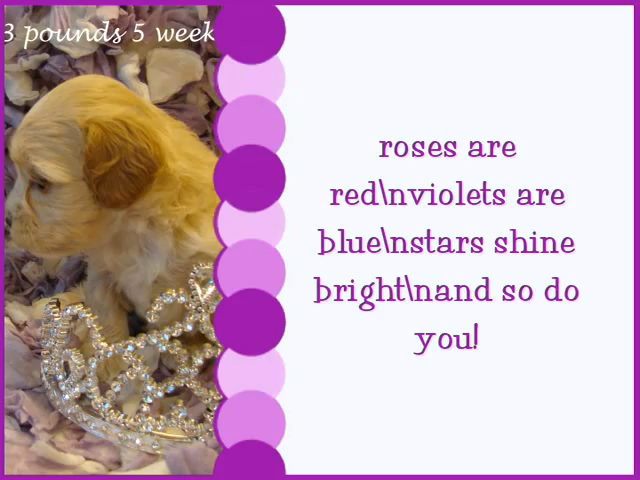 3 pounds 5 week
roses are
red\nviolets are
blue\nstars shine
bright\nand so do
you!